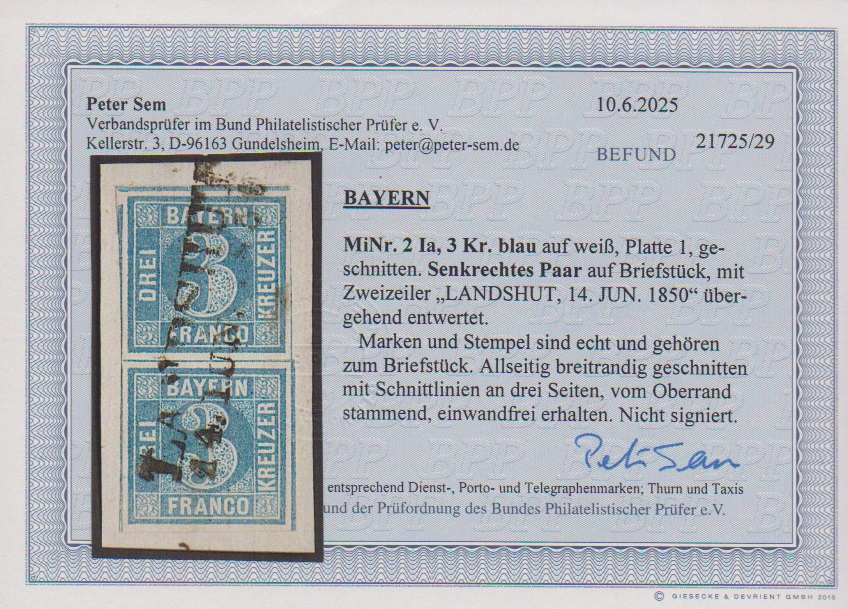 Peter Sem
Verbandsprüfer im Bund Philatelistischer Prüfer e. V.
Kellerstr. 3, D-96163 Gundelsheim, E-Mail: peter@peter-sem.de
10.6.2025
BEFUND 21725/29
BAYERN
MiNr. 2 Ia, 3 Kr. blau auf weiß, Platte 1, ge-
schnitten. Senkrechtes Paar auf Briefstück, mit
Zweizeiler „LANDSHUT, 14. JUN. 1850“ über-
gehend entwertet.
Marken und Stempel sind echt und gehören
zum Briefstück. Allseitig breitrandig geschnitten
mit Schnittlinien an drei Seiten, vom Oberrand
stammend, einwandfrei erhalten. Nicht signiert.
Peter Sem
entsprechend Dienst-, Porto- und Telegraphenmarken; Thurn und Taxis
und der Prüfordnung des Bundes Philatelistischer Prüfer e.V.
© GIESECKE & DEVRIENT GMBH 2015
BAYERN
DREI
3
KREUZER
FRANCO
BAYERN
DREI
3
KREUZER
FRANCO
LANDSHUT
14. JUN.
BPP